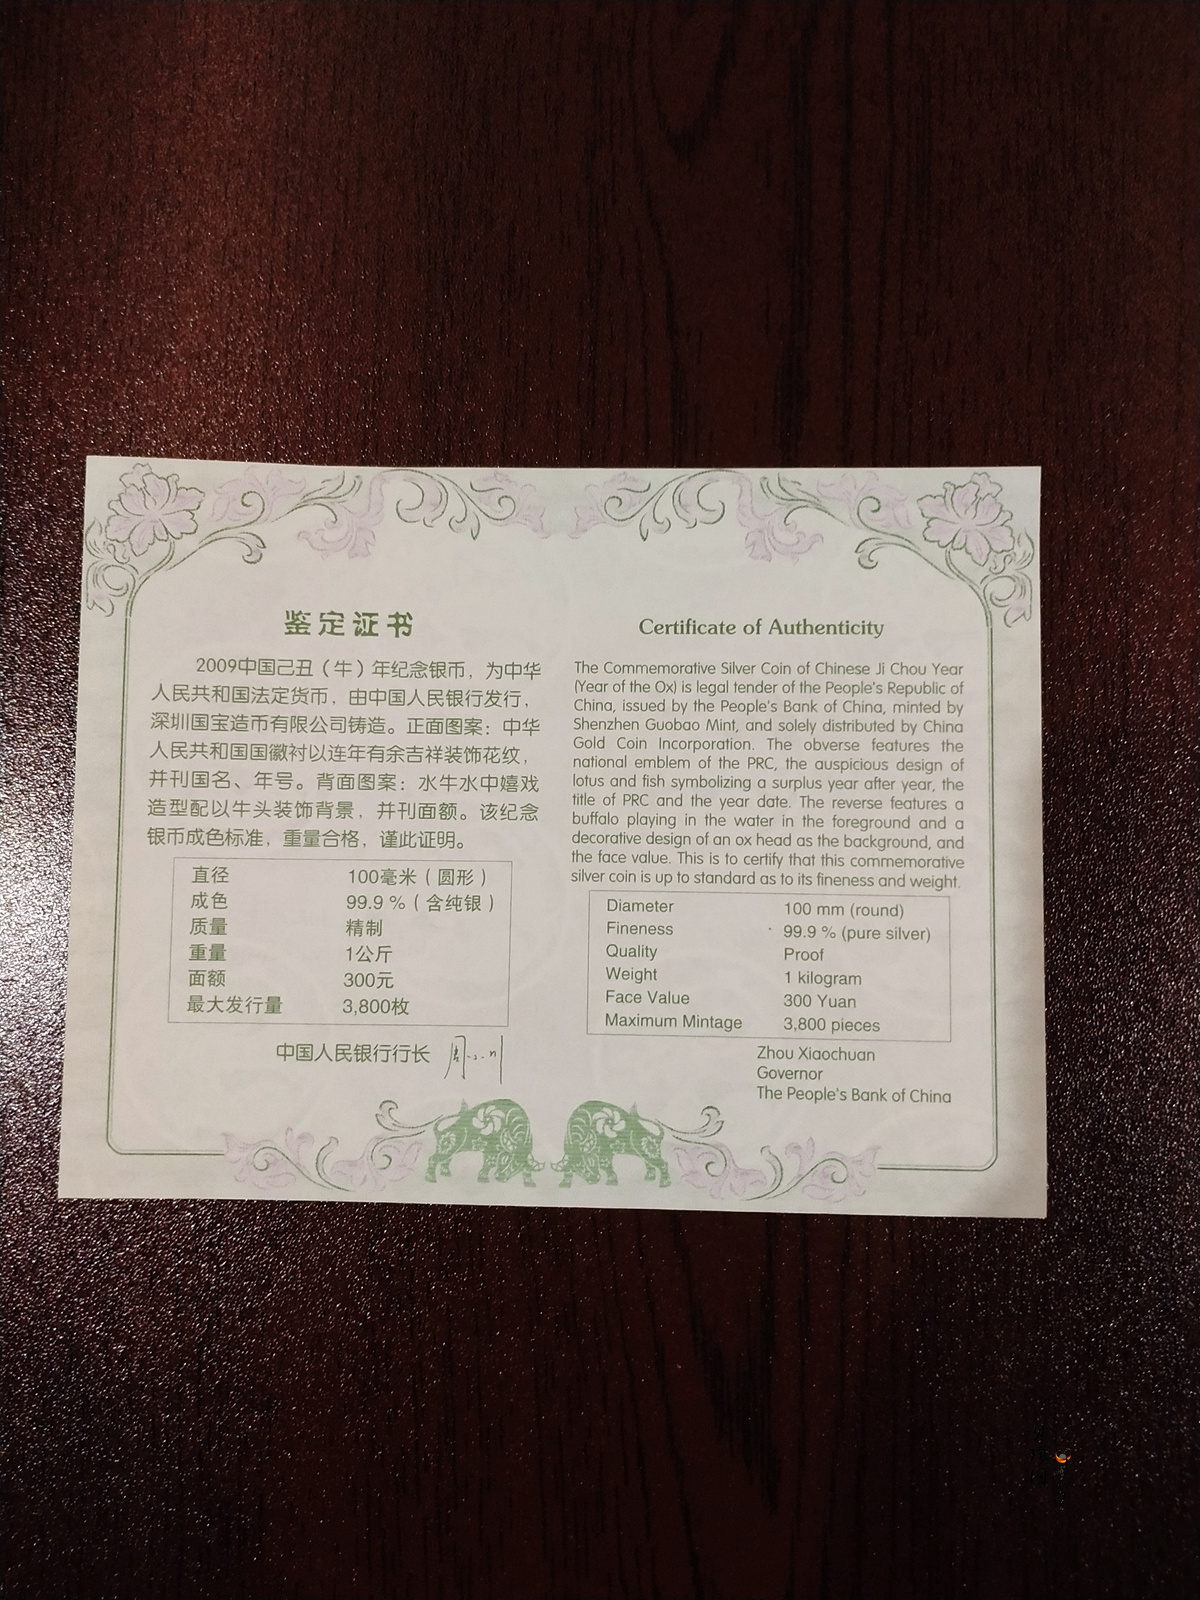 鉴定证书
2009中国己丑（牛）年纪念银币，为中华
人民共和国法定货币，由中国人民银行发行，
深圳国宝造币有限公司铸造。正面图案：中华
人民共和国国徽衬以连年有余吉祥装饰花纹，
并刊国名、年号。背面图案：水牛水中嬉戏
造型配以牛头装饰背景，并刊面额。该纪念
银币成色标准，重量合格，谨此证明。
直径 100毫米（圆形）
成色 99.9 %（含纯银）
质量 精制
重量 1公斤
面额 300元
最大发行量 3,800枚
中国人民银行行长 周小川
Certificate of Authenticity
The Commemorative Silver Coin of Chinese Ji Chou Year
(Year of the Ox) is legal tender of the People's Republic of
China, issued by the People's Bank of China, minted by
Shenzhen Guobao Mint, and solely distributed by China
Gold Coin Incorporation. The obverse features the
national emblem of the PRC, the auspicious design of
lotus and fish symbolizing a surplus year after year, the
title of PRC and the year date. The reverse features a
buffalo playing in the water in the foreground and a
decorative design of an ox head as the background, and
the face value. This is to certify that this commemorative
silver coin is up to standard as to its fineness and weight.
Diameter 100 mm (round)
Fineness 99.9 % (pure silver)
Quality Proof
Weight 1 kilogram
Face Value 300 Yuan
Maximum Mintage 3,800 pieces
Zhou Xiaochuan
Governor
The People's Bank of China